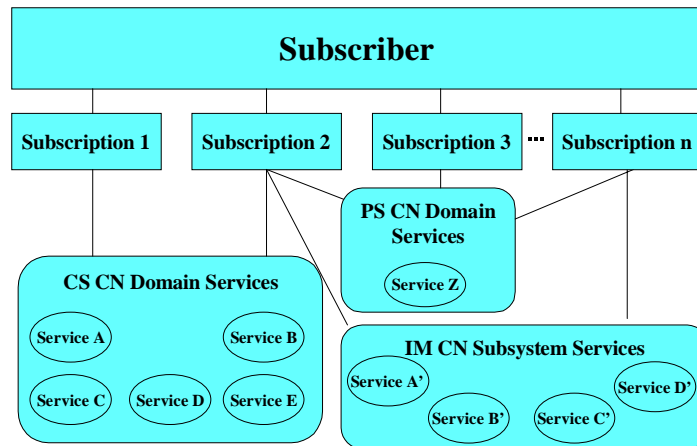 Subscriber
Subscription 1
Subscription 2
Subscription 3
...
Subscription n
PS CN Domain
Services
Service Z
CS CN Domain Services
Service A
Service B
Service C
Service D
Service E
IM CN Subsystem Services
Service A’
Service B’
Service C’
Service D’